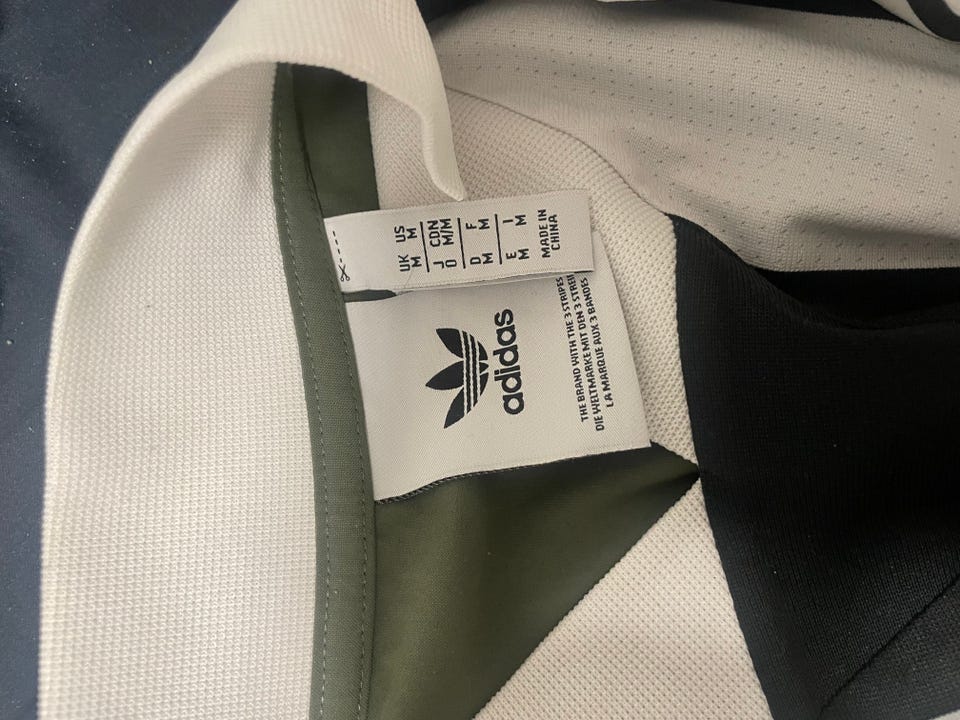 UK US
M M
J CDN
O M/M
D F
M M
E I
M M
MADE IN
CHINA
adidas
THE BRAND WITH THE 3 STRIPES
DIE WELTMARKE MIT DEN 3 STREI
LA MARQUE AUX 3 BANDES